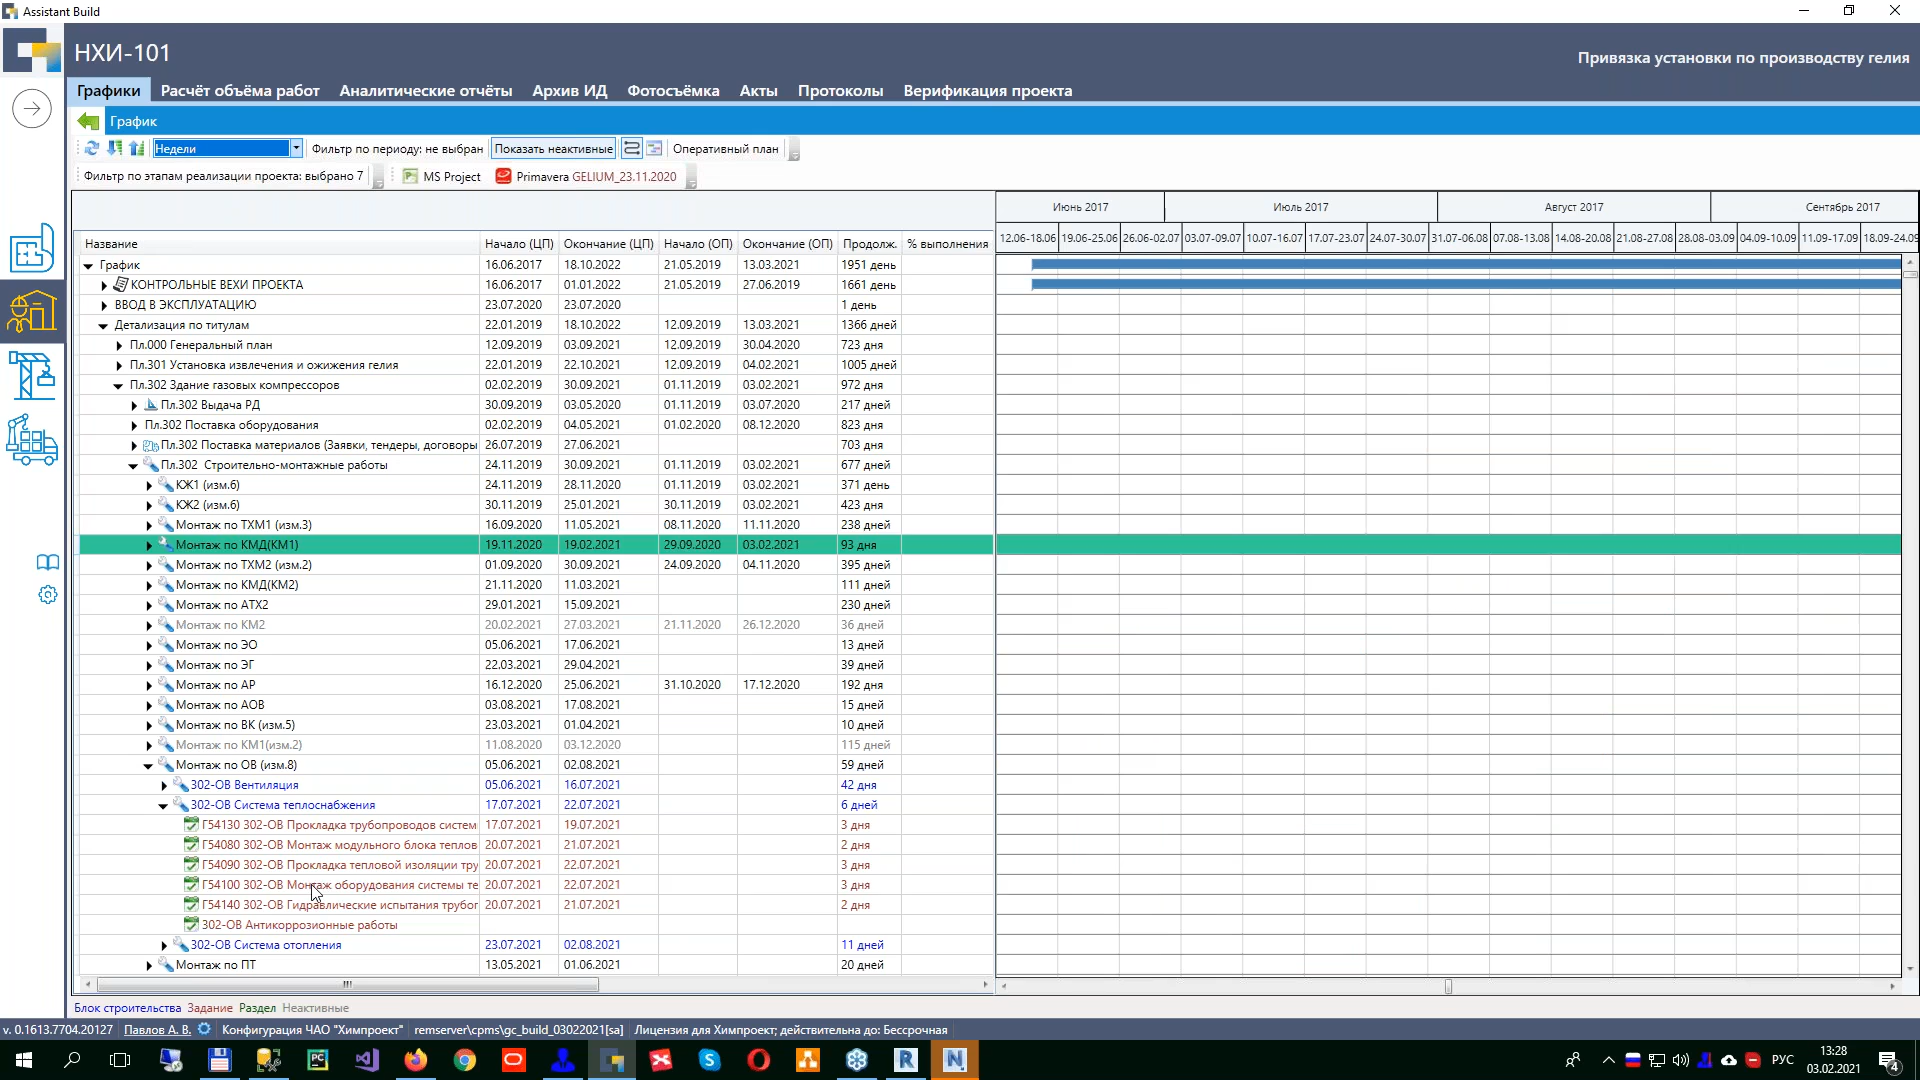 Assistant Build
НХИ-101
Привязка установки по производству гелия
Графики Расчёт объёма работ Аналитические отчёты Архив ИД Фотосъёмка Акты Протоколы Верификация проекта
График
Недели Фильтр по периоду: не выбран Показать неактивные Оперативный план
Фильтр по этапам реализации проекта: выбрано 7 MS Project Primavera GELIUM_23.11.2020
Июнь 2017 Июль 2017 Август 2017 Сентябрь 2017
Название Начало (ЦП) Окончание (ЦП) Начало (ОП) Окончание (ОП) Продолж. % выполнения 12.06-18.06 19.06-25.06 26.06-02.07 03.07-09.07 10.07-16.07 17.07-23.07 24.07-30.07 31.07-06.08 07.08-13.08 14.08-20.08 21.08-27.08 28.08-03.09 04.09-10.09 11.09-17.09 18.09-24.09
График 16.06.2017 18.10.2022 21.05.2019 13.03.2021 1951 день
КОНТРОЛЬНЫЕ ВЕХИ ПРОЕКТА 16.06.2017 01.01.2022 21.05.2019 27.06.2019 1661 день
ВВОД В ЭКСПЛУАТАЦИЮ 23.07.2020 23.07.2020 1 день
Детализация по титулам 22.01.2019 18.10.2022 12.09.2019 13.03.2021 1366 дней
Пл.000 Генеральный план 12.09.2019 03.09.2021 12.09.2019 30.04.2020 723 дня
Пл.301 Установка извлечения и ожижения гелия 22.01.2019 22.10.2021 12.09.2019 04.02.2021 1005 дней
Пл.302 Здание газовых компрессоров 02.02.2019 30.09.2021 01.11.2019 03.02.2021 972 дня
Пл.302 Выдача РД 30.09.2019 03.05.2020 01.11.2019 03.07.2020 217 дней
Пл.302 Поставка оборудования 02.02.2019 04.05.2021 01.02.2020 08.12.2020 823 дня
Пл.302 Поставка материалов (Заявки, тендеры, договоры 26.07.2019 27.06.2021 703 дня
Пл.302 Строительно-монтажные работы 24.11.2019 30.09.2021 01.11.2019 03.02.2021 677 дней
КЖ1 (изм.6) 24.11.2019 28.11.2020 01.11.2019 03.02.2021 371 день
КЖ2 (изм.6) 30.11.2019 25.01.2021 30.11.2019 03.02.2021 423 дня
Монтаж по ТХМ1 (изм.3) 16.09.2020 11.05.2021 08.11.2020 11.11.2020 238 дней
Монтаж по КМД(КМ1) 19.11.2020 19.02.2021 29.09.2020 03.02.2021 93 дня
Монтаж по ТХМ2 (изм.2) 01.09.2020 30.09.2021 24.09.2020 04.11.2020 395 дней
Монтаж по КМД(КМ2) 21.11.2020 11.03.2021 111 дней
Монтаж по АТХ2 29.01.2021 15.09.2021 230 дней
Монтаж по КМ2 20.02.2021 27.03.2021 21.11.2020 26.12.2020 36 дней
Монтаж по ЭО 05.06.2021 17.06.2021 13 дней
Монтаж по ЭГ 22.03.2021 29.04.2021 39 дней
Монтаж по АР 16.12.2020 25.06.2021 31.10.2020 17.12.2020 192 дня
Монтаж по АОВ 03.08.2021 17.08.2021 15 дней
Монтаж по ВК (изм.5) 23.03.2021 01.04.2021 10 дней
Монтаж по КМ1(изм.2) 11.08.2020 03.12.2020 115 дней
Монтаж по ОВ (изм.8) 05.06.2021 02.08.2021 59 дней
302-ОВ Вентиляция 05.06.2021 16.07.2021 42 дня
302-ОВ Система теплоснабжения 17.07.2021 22.07.2021 6 дней
Г54130 302-ОВ Прокладка трубопроводов систем 17.07.2021 19.07.2021 3 дня
Г54080 302-ОВ Монтаж модульного блока теплов 20.07.2021 21.07.2021 2 дня
Г54090 302-ОВ Прокладка тепловой изоляции тру 20.07.2021 22.07.2021 3 дня
Г54100 302-ОВ Монтаж оборудования системы те 20.07.2021 22.07.2021 3 дня
Г54140 302-ОВ Гидравлические испытания трубог 20.07.2021 21.07.2021 2 дня
302-ОВ Антикоррозионные работы
302-ОВ Система отопления 23.07.2021 02.08.2021 11 дней
Монтаж по ПТ 13.05.2021 01.06.2021 20 дней
Блок строительства Задание Раздел Неактивные
v. 0.1613.7704.20127 Павлов А. В. Конфигурация ЧАО "Химпроект" remserver\cpms\gc_build_03022021[sa] Лицензия для Химпроект; действительна до: Бессрочная
РУС 13:28
03.02.2021 4